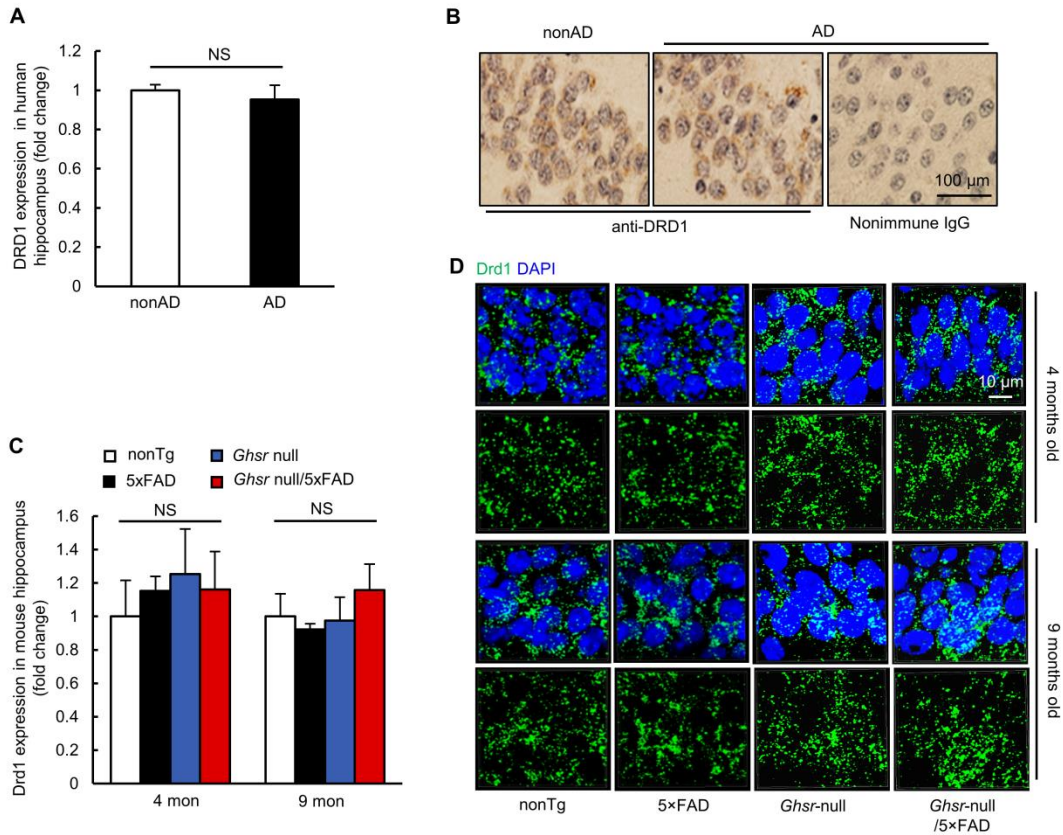 A
DRD1 expression in human
hippocampus (fold change)
1.2
1
0.8
0.6
0.4
0.2
0
NS
nonAD
AD
B
nonAD
AD
100 µm
anti-DRD1
Nonimmune IgG
C
nonTg
Ghsr null
5xFAD
Ghsr null/5xFAD
Drd1 expression in mouse hippocampus
(fold change)
1.6
1.4
1.2
1
0.8
0.6
0.4
0.2
0
NS
NS
4 mon
9 mon
D
Drd1 DAPI
10 µm
4 months old
9 months old
nonTg
5×FAD
Ghsr-null
Ghsr-null
/5×FAD